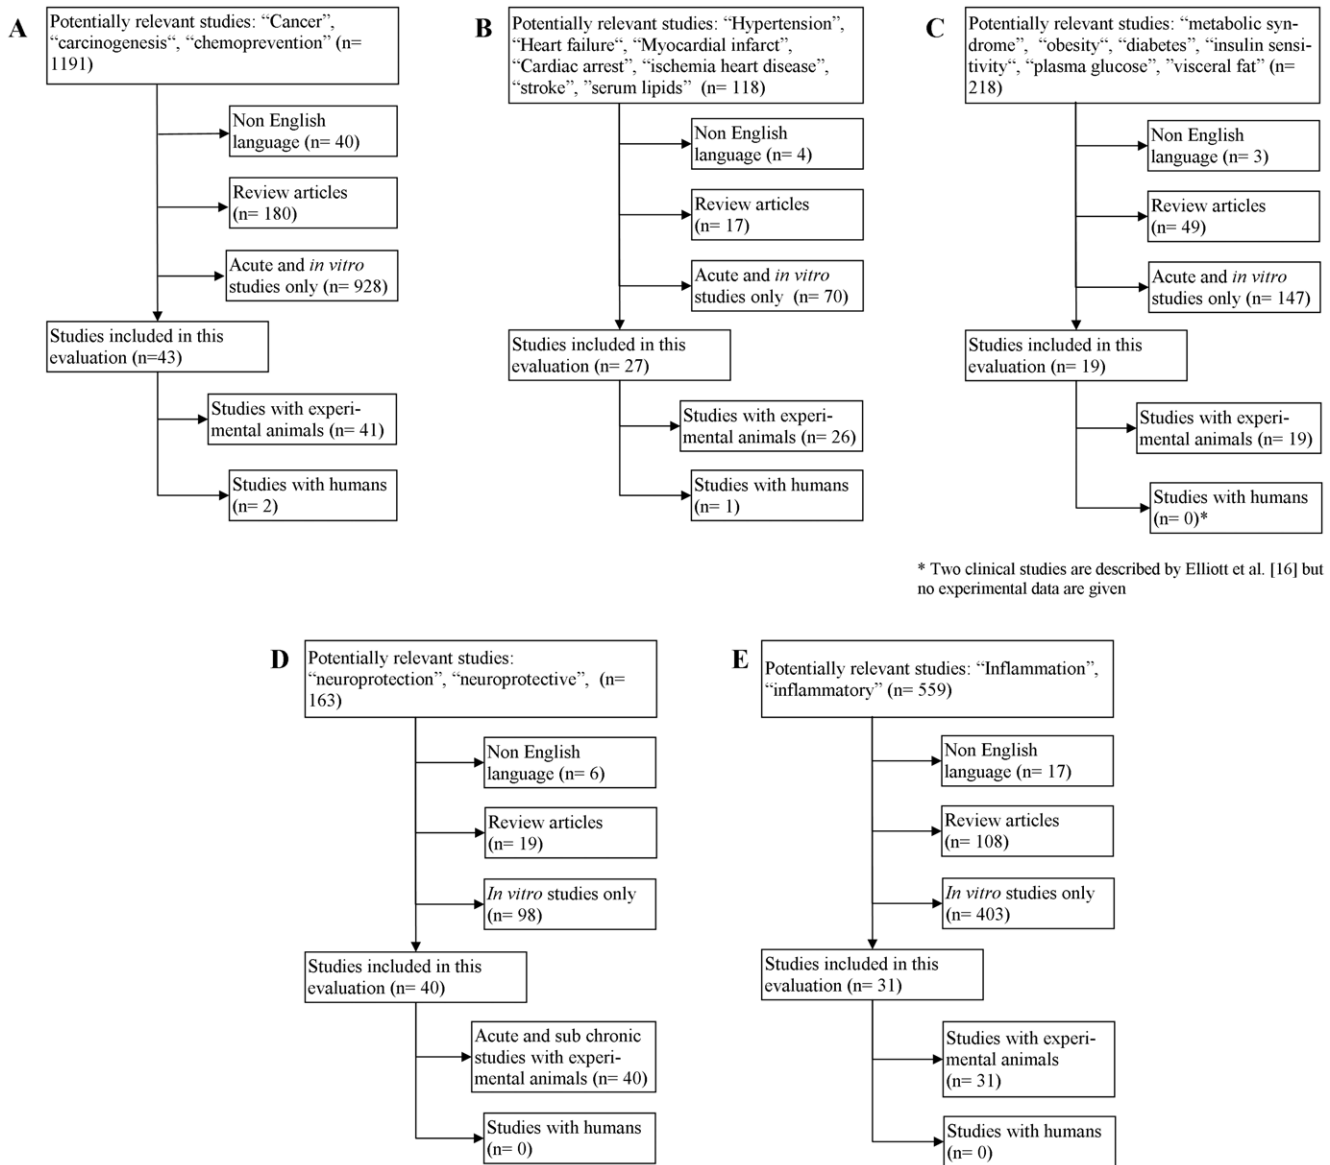 A
Potentially relevant studies: “Cancer”,
“carcinogenesis“, “chemoprevention” (n=
1191)
Non English
language (n= 40)
Review articles
(n= 180)
Acute and in vitro
studies only (n= 928)
Studies included in this
evaluation (n=43)
Studies with experi-
mental animals (n= 41)
Studies with humans
(n= 2)
B
Potentially relevant studies: “Hypertension”,
“Heart failure“, “Myocardial infarct”,
“Cardiac arrest”, “ischemia heart disease”,
“stroke”, ”serum lipids” (n= 118)
Non English
language (n= 4)
Review articles
(n= 17)
Acute and in vitro
studies only (n= 70)
Studies included in this
evaluation (n= 27)
Studies with experi-
mental animals (n= 26)
Studies with humans
(n= 1)
C
Potentially relevant studies: “metabolic syn-
drome”, “obesity“, “diabetes”, “insulin sensi-
tivity“, “plasma glucose”, ”visceral fat” (n=
218)
Non English
language (n= 3)
Review articles
(n= 49)
Acute and in vitro
studies only (n= 147)
Studies included in this
evaluation (n= 19)
Studies with experi-
mental animals (n= 19)
Studies with humans
(n= 0)*
* Two clinical studies are described by Elliott et al. [16] but
no experimental data are given
D
Potentially relevant studies:
“neuroprotection”, “neuroprotective”, (n=
163)
Non English
language (n= 6)
Review articles
(n= 19)
In vitro studies only
(n= 98)
Studies included in this
evaluation (n= 40)
Acute and sub chronic
studies with experi-
mental animals (n= 40)
Studies with humans
(n= 0)
E
Potentially relevant studies: “Inflammation”,
“inflammatory” (n= 559)
Non English
language (n= 17)
Review articles
(n= 108)
In vitro studies only
(n= 403)
Studies included in this
evaluation (n= 31)
Studies with experi-
mental animals
(n= 31)
Studies with humans
(n= 0)